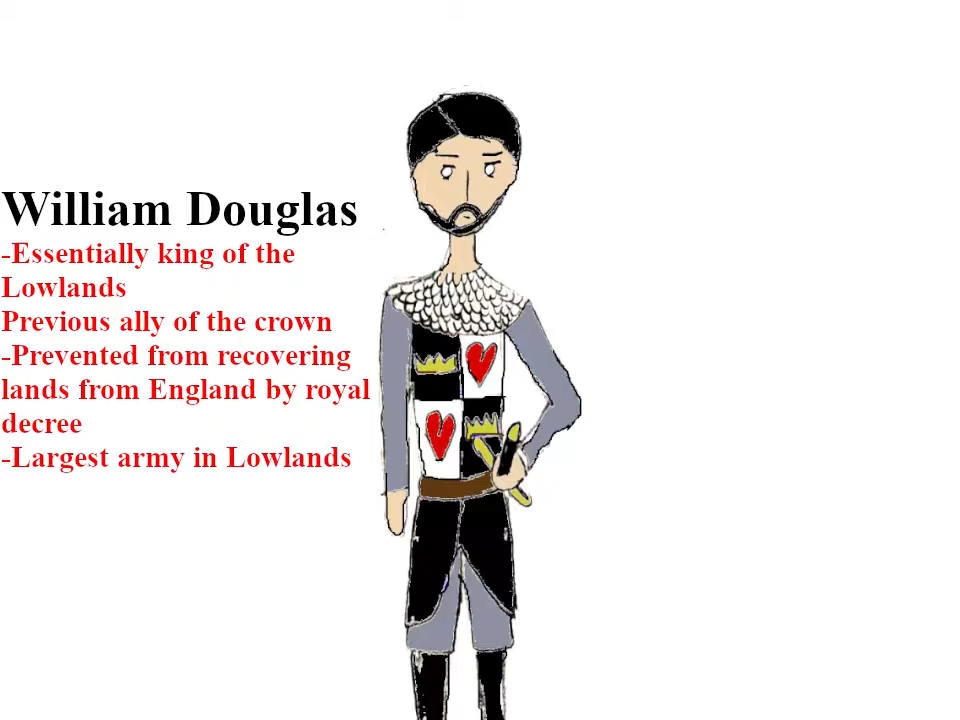 William Douglas
-Essentially king of the
Lowlands
Previous ally of the crown
-Prevented from recovering
lands from England by royal
decree
-Largest army in Lowlands